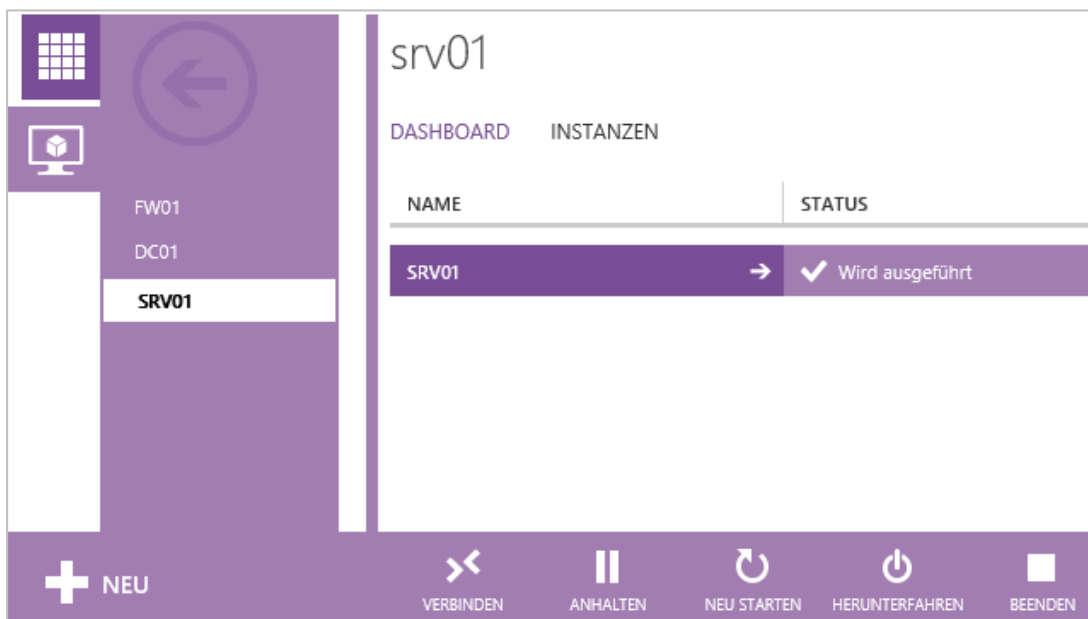 srv01
DASHBOARD INSTANZEN
FW01
DC01
SRV01
NAME STATUS
SRV01 Wird ausgeführt
NEU
VERBINDEN ANHALTEN NEU STARTEN HERUNTERFAHREN BEENDEN